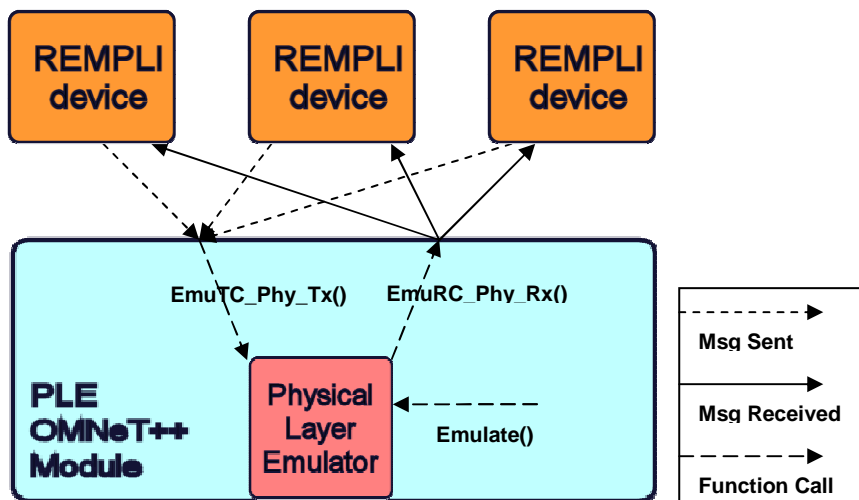 REMPLI
device
REMPLI
device
REMPLI
device
EmuTC_Phy_Tx()
EmuRC_Phy_Rx()
PLE
OMNeT++
Module
Physical
Layer
Emulator
Emulate()
Msg Sent
Msg Received
Function Call